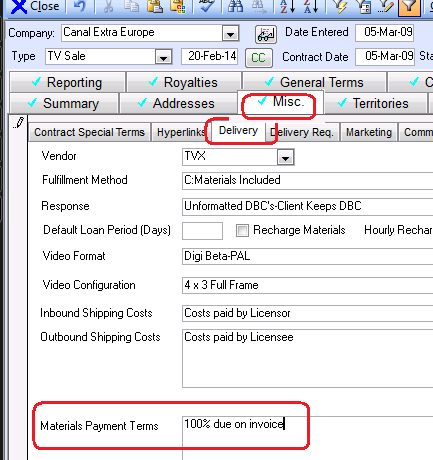 Close
Company: Canal Extra Europe Date Entered 05-Mar-09
Type TV Sale 20-Feb-14 CC Contract Date 05-Mar-09 Sta
Reporting Royalties General Terms C
Summary Addresses Misc. Territories
Contract Special Terms Hyperlinks Delivery Delivery Req. Marketing Comm
Vendor TVX
Fulfillment Method C:Materials Included
Response Unformatted DBC's-Client Keeps DBC
Default Loan Period (Days) Recharge Materials Hourly Rechar
Video Format Digi Beta-PAL
Video Configuration 4 x 3 Full Frame
Inbound Shipping Costs Costs paid by Licensor
Outbound Shipping Costs Costs paid by Licensee
Materials Payment Terms 100% due on invoice